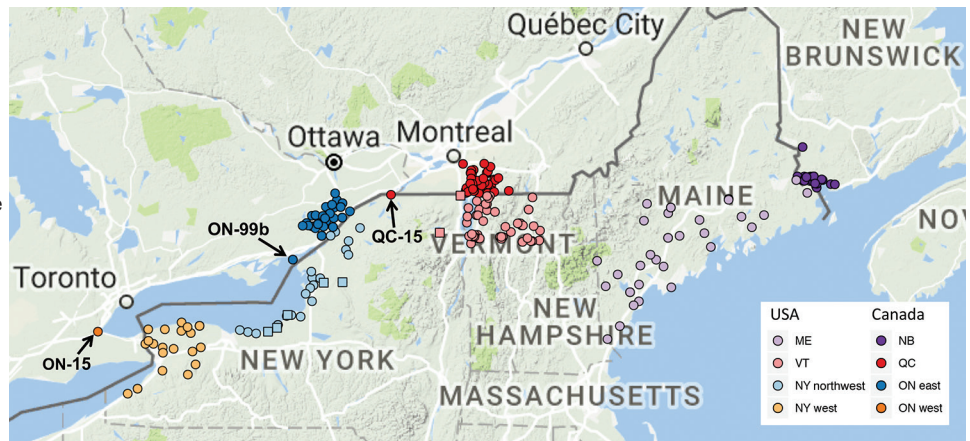 Québec City
NEW
BRUNSWICK
Ottawa
Montreal
MAINE
ON-99b
QC-15
VERMONT
NOV
Toronto
ON-15
NEW
HAMPSHIRE
NEW YORK
MASSACHUSETTS
USA Canada
ME NB
VT QC
NY northwest ON east
NY west ON west